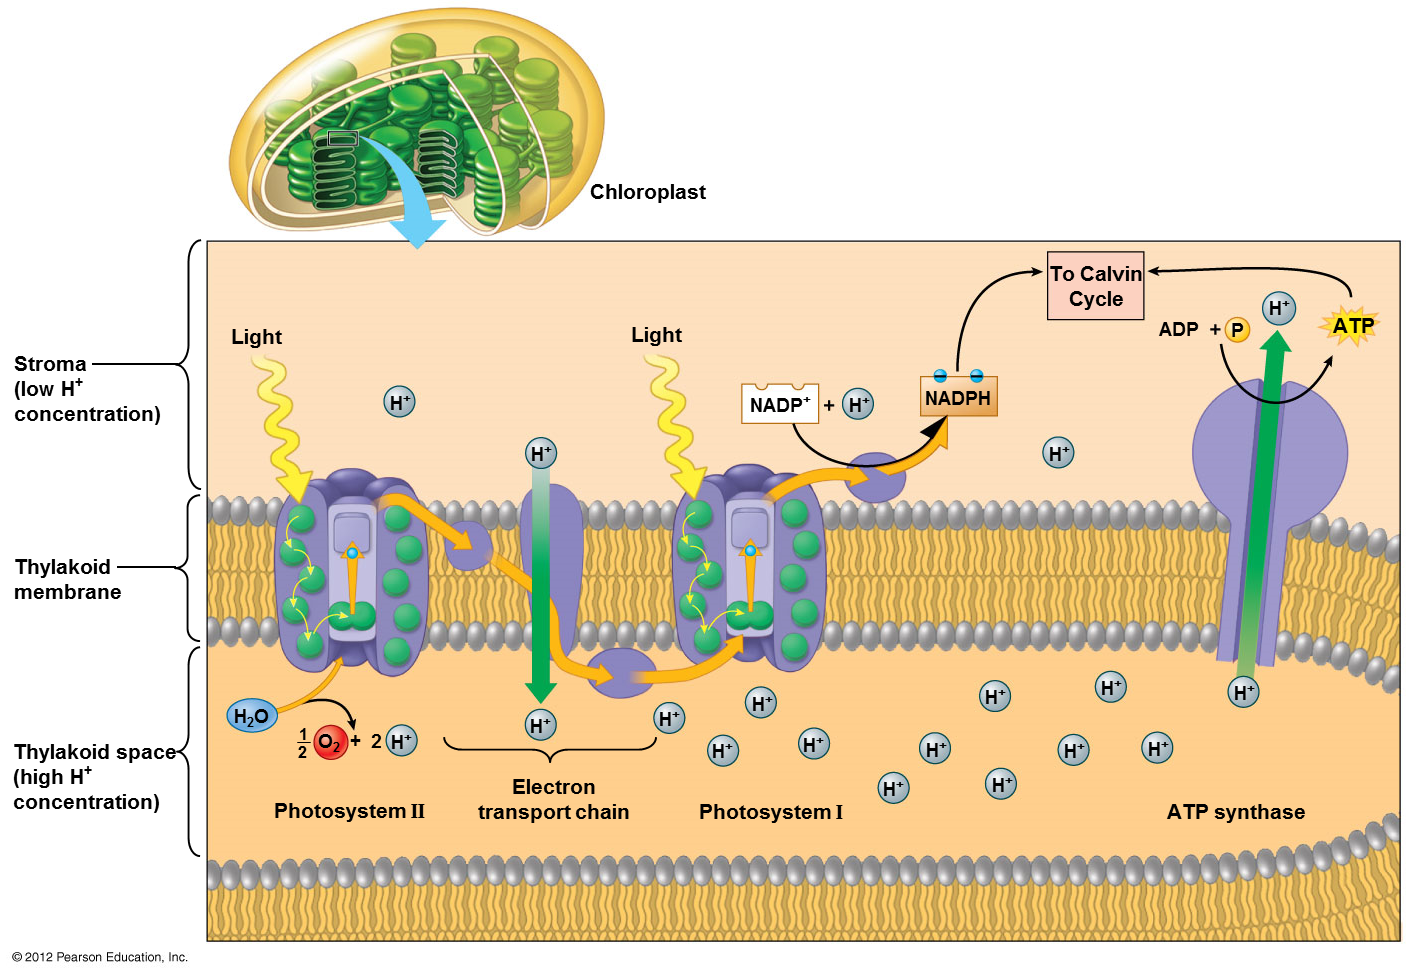 Chloroplast
To Calvin
Cycle
Light
Light
H⁺
ADP + P
ATP
Stroma
(low H⁺
concentration)
H⁺
NADP⁺ + H⁺
NADPH
H⁺
H⁺
Thylakoid
membrane
H₂O
1/2 O₂ + 2 H⁺
H⁺
H⁺
H⁺
H⁺
H⁺
H⁺
H⁺
H⁺
H⁺
H⁺
H⁺
H⁺
H⁺
Thylakoid space
(high H⁺
concentration)
Photosystem II
Electron
transport chain
Photosystem I
ATP synthase
© 2012 Pearson Education, Inc.